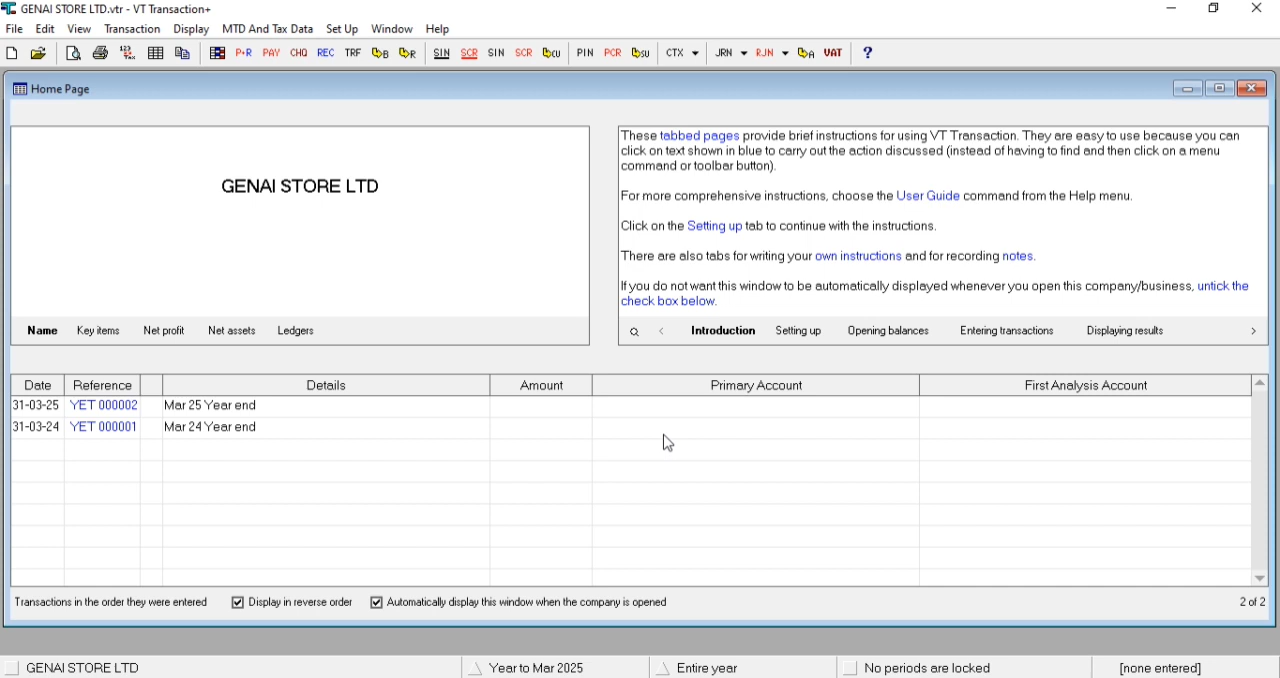 GENAI STORE LTD.vtr - VT Transaction+
File Edit View Transaction Display MTD And Tax Data Set Up Window Help
P+R PAY CHQ REC TRF B R SIN SCR SIN SCR CU PIN PCR SU CTX JRN RJN A VAT ?
Home Page
GENAI STORE LTD
Name Key items Net profit Net assets Ledgers
These tabbed pages provide brief instructions for using VT Transaction. They are easy to use because you can
click on text shown in blue to carry out the action discussed (instead of having to find and then click on a menu
command or toolbar button).
For more comprehensive instructions, choose the User Guide command from the Help menu.
Click on the Setting up tab to continue with the instructions.
There are also tabs for writing your own instructions and for recording notes.
If you do not want this window to be automatically displayed whenever you open this company/business, untick the
check box below.
Introduction Setting up Opening balances Entering transactions Displaying results
Date Reference Details Amount Primary Account First Analysis Account
31-03-25 YET 000002 Mar 25 Year end
31-03-24 YET 000001 Mar 24 Year end
Transactions in the order they were entered Display in reverse order Automatically display this window when the company is opened 2 of 2
GENAI STORE LTD Year to Mar 2025 Entire year No periods are locked [none entered]